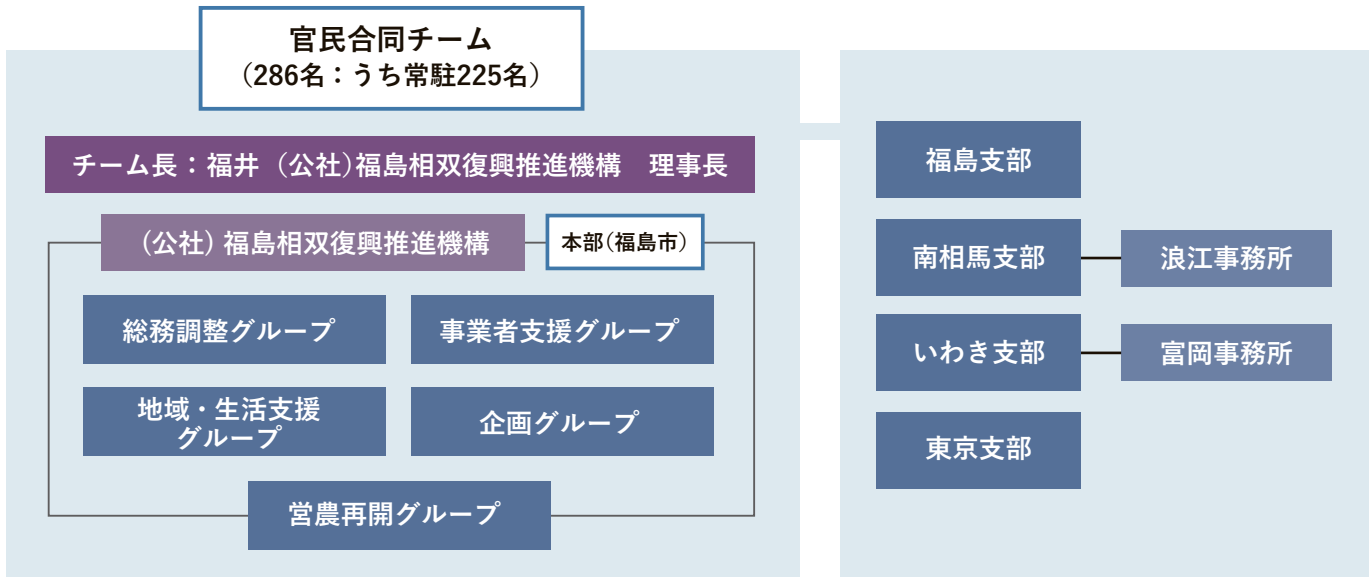 官民合同チーム
（286名：うち常駐225名）
チーム長：福井 (公社)福島相双復興推進機構　理事長
(公社) 福島相双復興推進機構
本部(福島市)
総務調整グループ
事業者支援グループ
地域・生活支援
グループ
企画グループ
営農再開グループ
福島支部
南相馬支部
浪江事務所
いわき支部
富岡事務所
東京支部